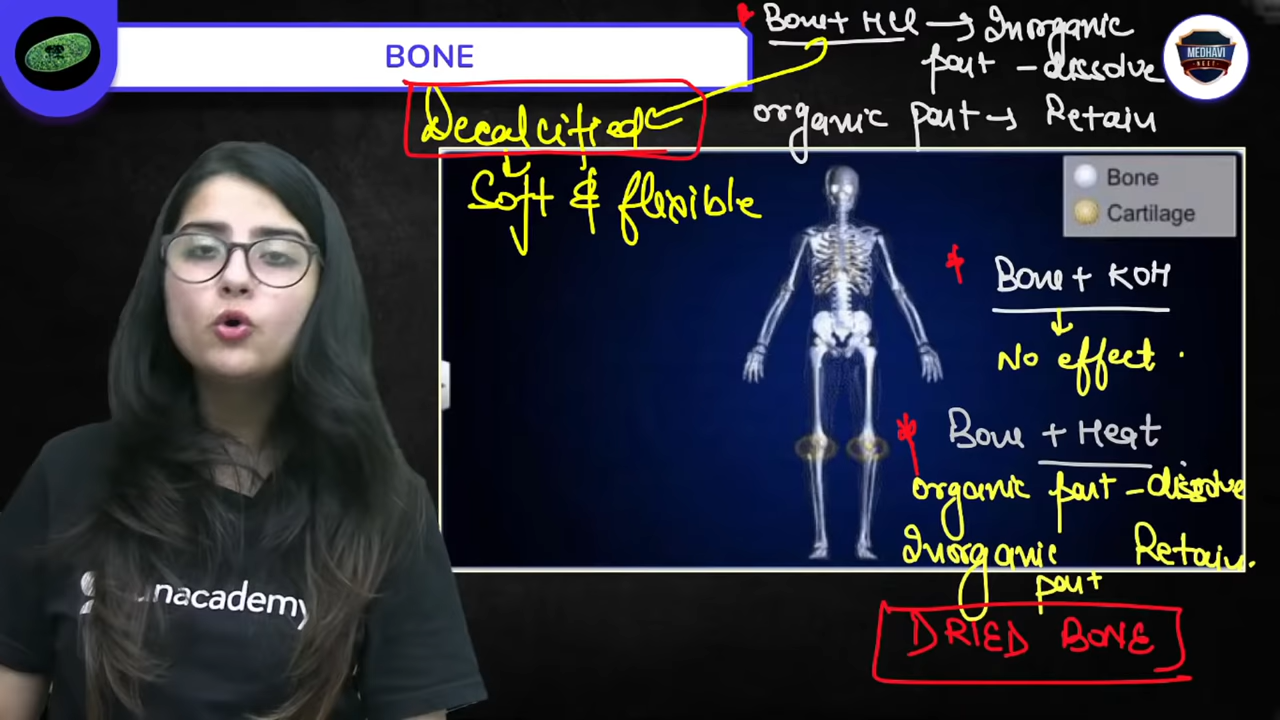 BONE
Bone + HCl → Inorganic
part - dissolve
organic part → Retain
MEDHAVI
NEET
Decalcified
Soft & flexible
Bone
Cartilage
Bone + KOH
No effect.
Bone + Heat
organic part - dissolve
Inorganic Retain.
part
DRIED BONE
unacademy